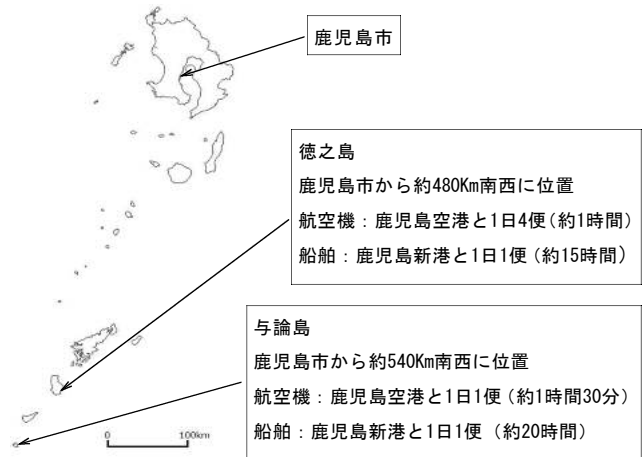 鹿児島市
徳之島
鹿児島市から約480Km南西に位置
航空機：鹿児島空港と1日4便（約1時間）
船舶：鹿児島新港と1日1便（約15時間）
与論島
鹿児島市から約540Km南西に位置
航空機：鹿児島空港と1日1便（約1時間30分）
船舶：鹿児島新港と1日1便（約20時間）
0 100km